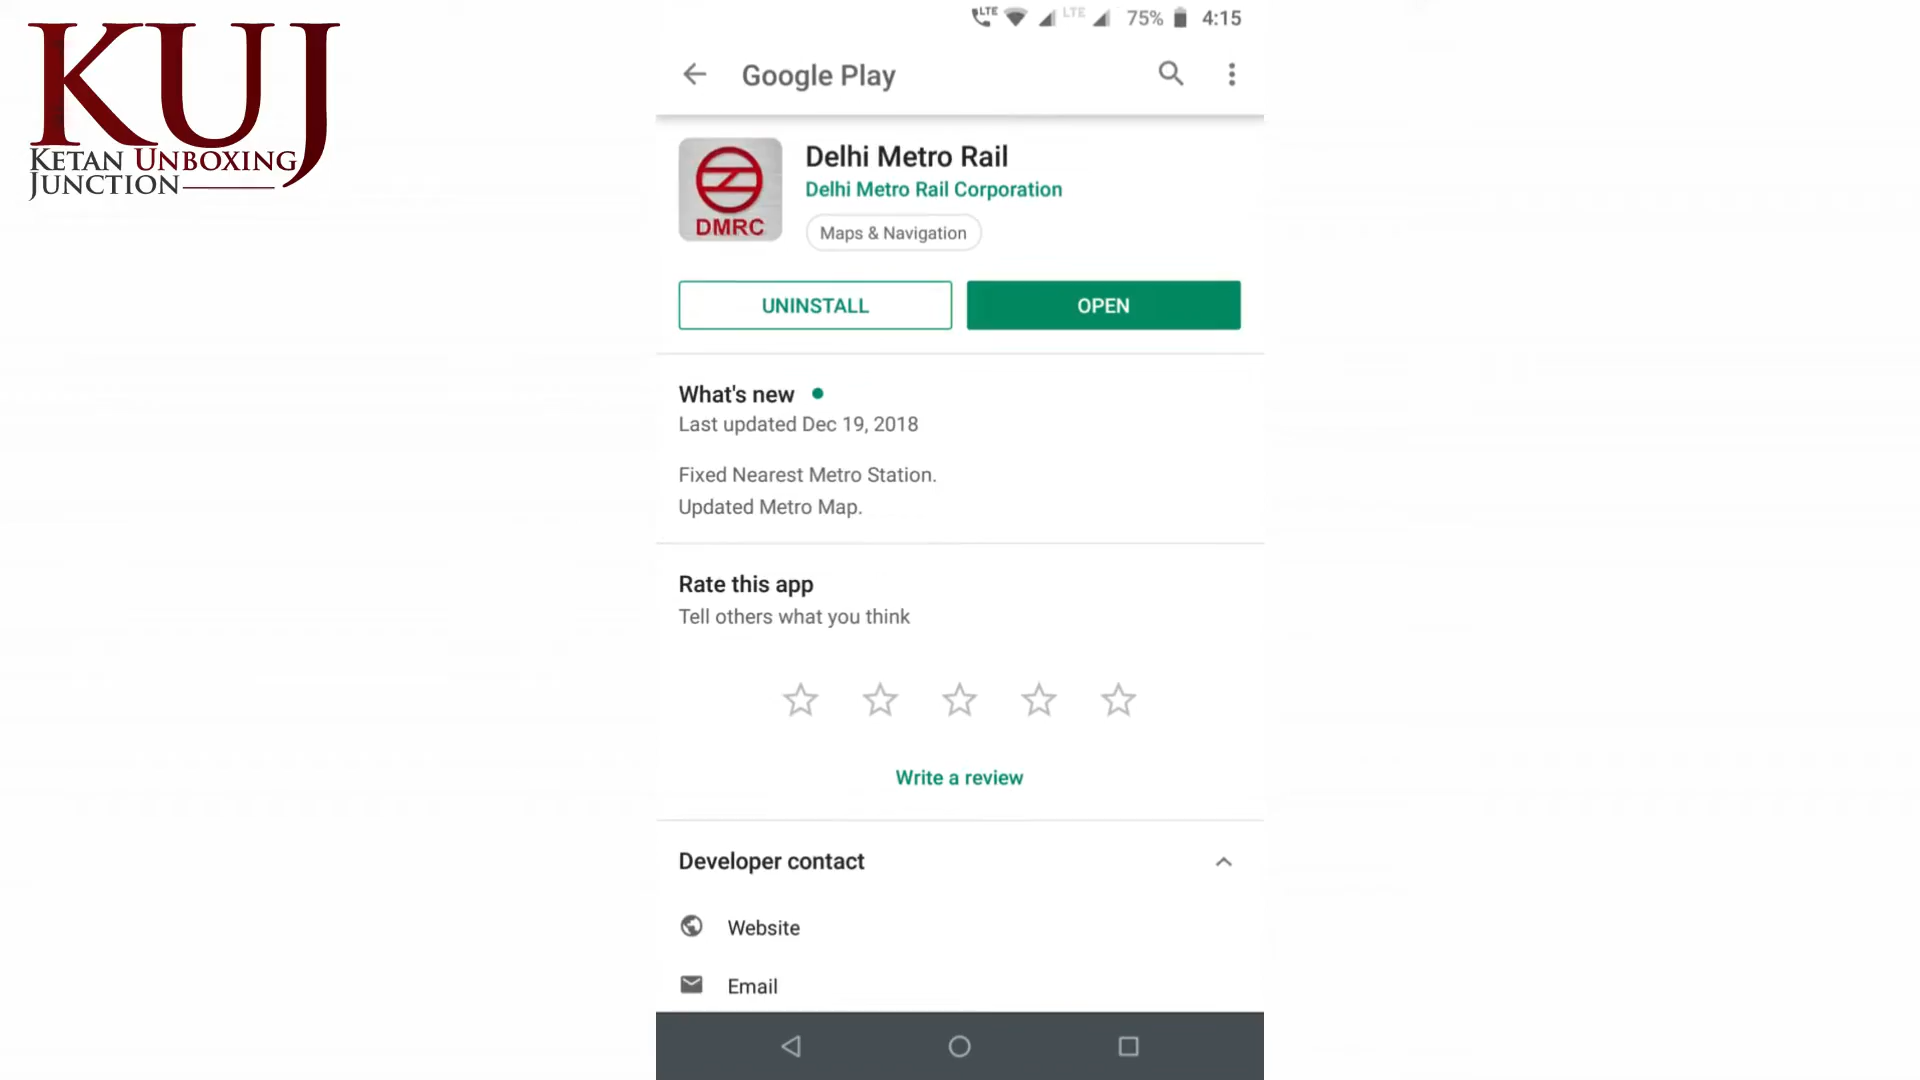 KUJ
KETAN UNBOXING
JUNCTION
LTE LTE 75% 4:15
Google Play
Delhi Metro Rail
Delhi Metro Rail Corporation
DMRC
Maps & Navigation
UNINSTALL OPEN
What's new
Last updated Dec 19, 2018
Fixed Nearest Metro Station.
Updated Metro Map.
Rate this app
Tell others what you think
Write a review
Developer contact
Website
Email